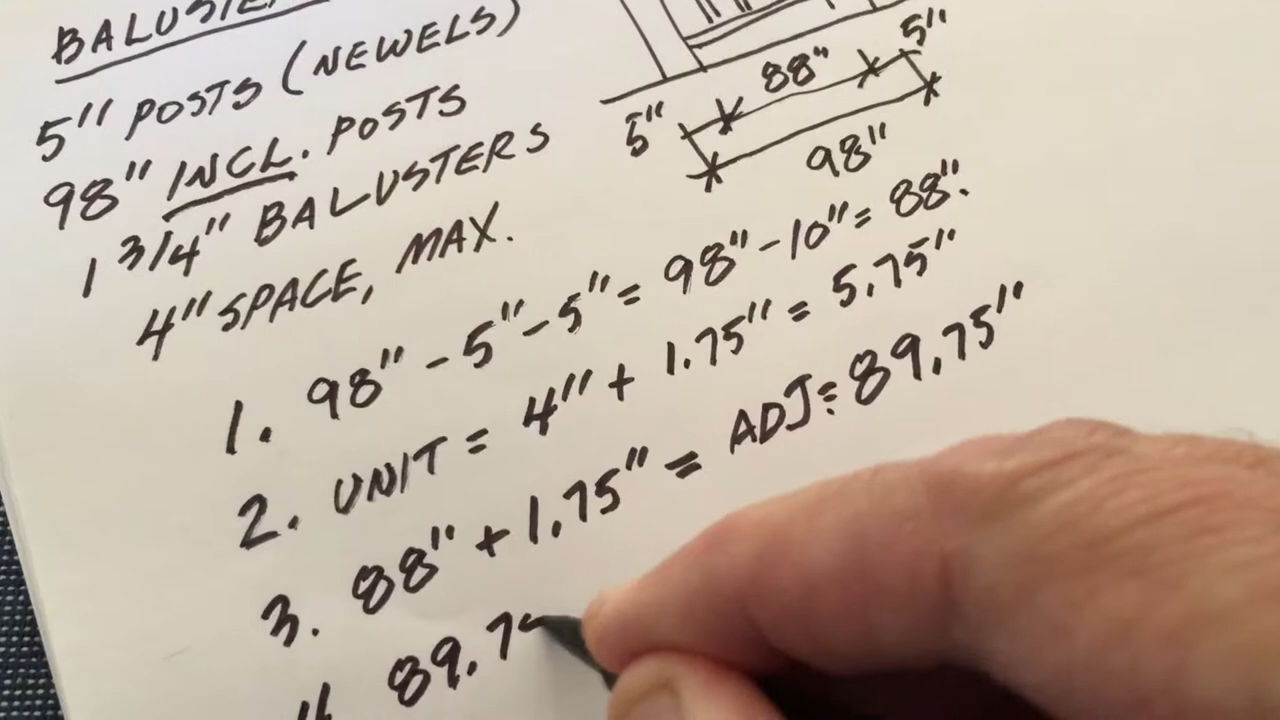 5" POSTS (NEWELS)
98" INCL. POSTS
1 3/4" BALUSTERS
4" SPACE, MAX.
5"
88"
5"
98"
1. 98" - 5" - 5" = 98" - 10" = 88".
2. UNIT = 4" + 1.75" = 5.75"
3. 88" + 1.75" = ADJ = 89.75"
89.7